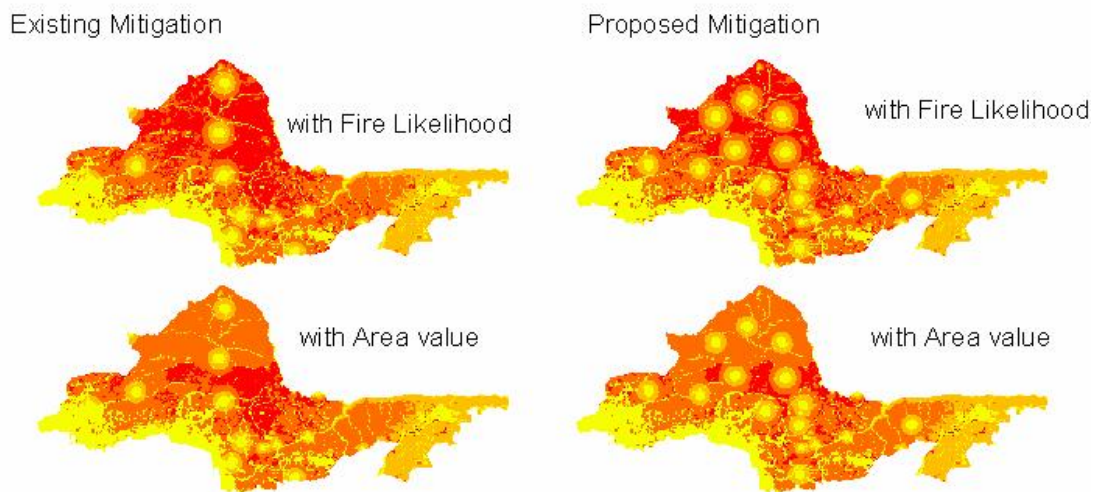 Existing Mitigation
Proposed Mitigation
with Fire Likelihood
with Fire Likelihood
with Area value
with Area value